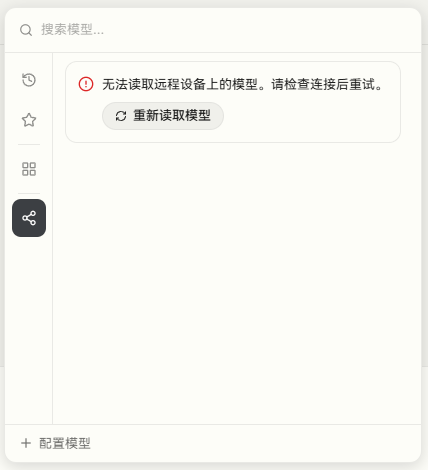 搜索模型...
无法读取远程设备上的模型。请检查连接后重试。
重新读取模型
配置模型